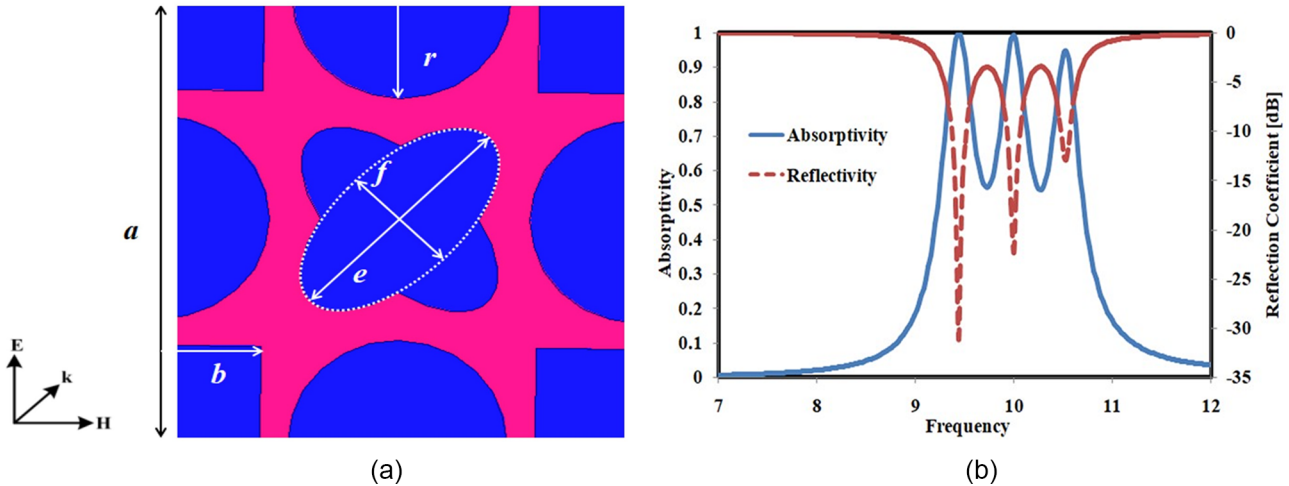 a
r
f
e
b
E
k
H
(a)
1
0.9
0.8
0.7
0.6
0.5
0.4
0.3
0.2
0.1
0
Absorptivity
Absorptivity
Reflectivity
7 8 9 10 11 12
Frequency
0
-5
-10
-15
-20
-25
-30
-35
Reflection Coefficient [dB]
(b)